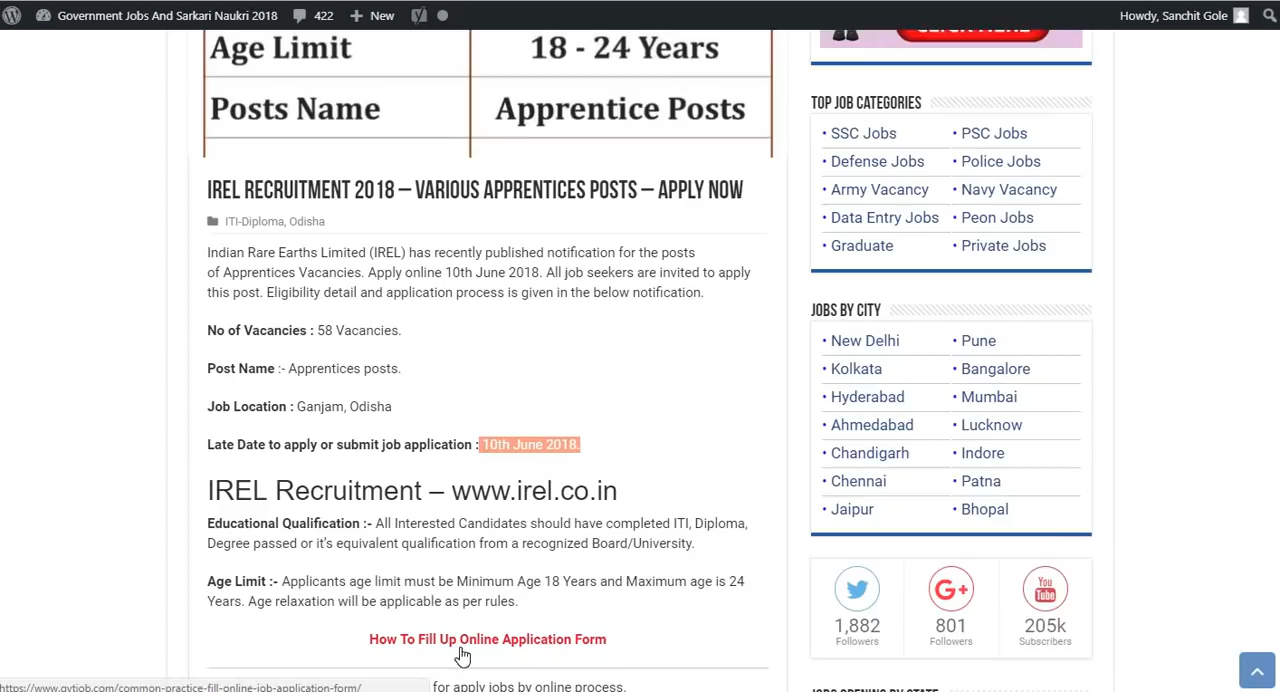 Government Jobs And Sarkari Naukri 2018 422 New Howdy, Sanchit Gole
Age Limit 18 - 24 Years
Posts Name Apprentice Posts
IREL RECRUITMENT 2018 – VARIOUS APPRENTICES POSTS – APPLY NOW
ITI-Diploma, Odisha
Indian Rare Earths Limited (IREL) has recently published notification for the posts
of Apprentices Vacancies. Apply online 10th June 2018. All job seekers are invited to apply
this post. Eligibility detail and application process is given in the below notification.
No of Vacancies : 58 Vacancies.
Post Name :- Apprentices posts.
Job Location : Ganjam, Odisha
Late Date to apply or submit job application : 10th June 2018.
IREL Recruitment – www.irel.co.in
Educational Qualification :- All Interested Candidates should have completed ITI, Diploma,
Degree passed or it's equivalent qualification from a recognized Board/University.
Age Limit :- Applicants age limit must be Minimum Age 18 Years and Maximum age is 24
Years. Age relaxation will be applicable as per rules.
How To Fill Up Online Application Form
for apply jobs by online process.
https://www.govtjob.com/common-practice-fill-online-job-application-form/
CLICK HERE
TOP JOB CATEGORIES
• SSC Jobs • PSC Jobs
• Defense Jobs • Police Jobs
• Army Vacancy • Navy Vacancy
• Data Entry Jobs • Peon Jobs
• Graduate • Private Jobs
JOBS BY CITY
• New Delhi • Pune
• Kolkata • Bangalore
• Hyderabad • Mumbai
• Ahmedabad • Lucknow
• Chandigarh • Indore
• Chennai • Patna
• Jaipur • Bhopal
G+ You Tube
1,882 801 205k
Followers Followers Subscribers
JOBS OPENING BY STATE